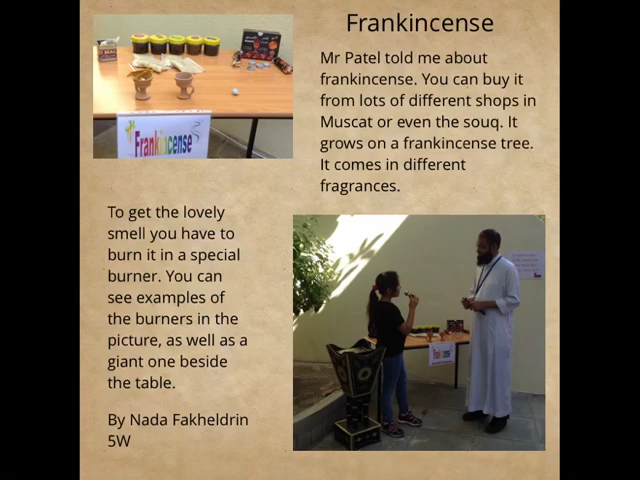 Frankincense
Mr Patel told me about
frankincense. You can buy it
from lots of different shops in
Muscat or even the souq. It
grows on a frankincense tree.
It comes in different
fragrances.
Frankincense
To get the lovely
smell you have to
burn it in a special
burner. You can
see examples of
the burners in the
picture, as well as a
giant one beside
the table.
By Nada Fakheldrin
5W